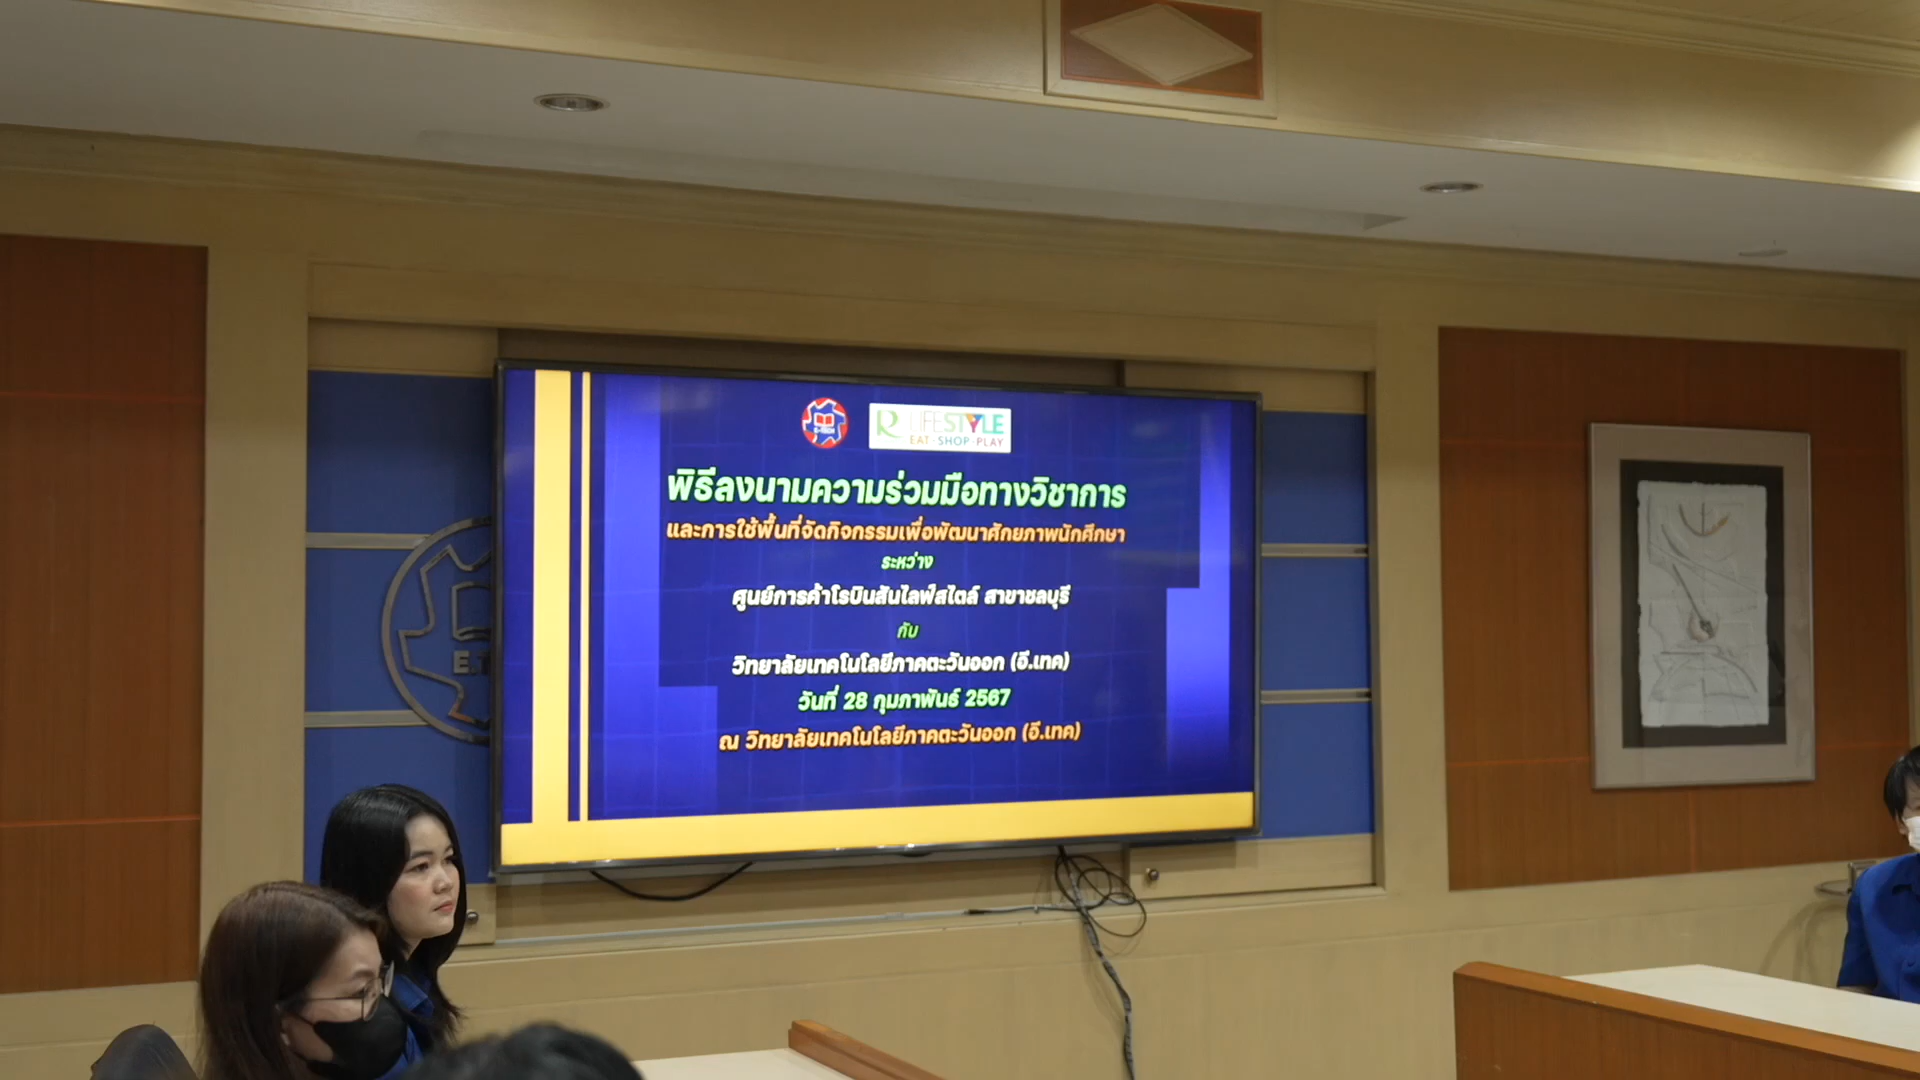 E-TECH
R LIFESTYLE
EAT · SHOP · PLAY
พิธีลงนามความร่วมมือทางวิชาการ
และการใช้พื้นที่จัดกิจกรรมเพื่อพัฒนาศักยภาพนักศึกษา
ระหว่าง
ศูนย์การค้าโรบินสันไลฟ์สไตล์ สาขาชลบุรี
กับ
วิทยาลัยเทคโนโลยีภาคตะวันออก (อี.เทค)
วันที่ 28 กุมภาพันธ์ 2567
ณ วิทยาลัยเทคโนโลยีภาคตะวันออก (อี.เทค)
E.T